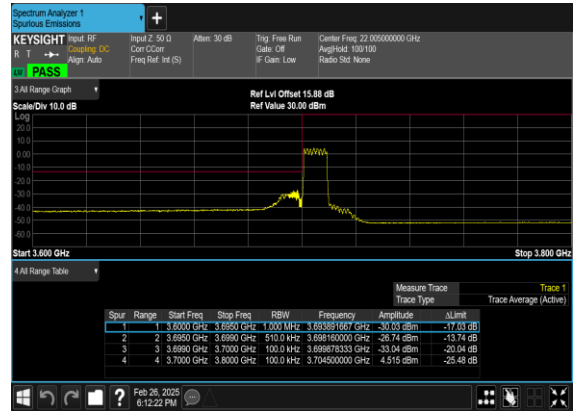 Spectrum Analyzer 1
Spurious Emissions
+
KEYSIGHT Input: RF Input Z: 50 Ω Atten: 30 dB Trig: Free Run Center Freq: 22.005000000 GHz
R T Coupling: DC Corr CCorr Gate: Off Avg|Hold: 100/100
Align: Auto Freq Ref: Int (S) IF Gain: Low Radio Std: None
LW PASS
3 All Range Graph
Ref Lvl Offset 15.88 dB
Scale/Div 10.0 dB Ref Value 30.00 dBm
Log
20.0
10.0
0.00
-10.0
-20.0
-30.0
-40.0
-50.0
-60.0
Start 3.600 GHz Stop 3.800 GHz
4 All Range Table
Measure Trace Trace 1
Trace Type Trace Average (Active)
Spur Range Start Freq Stop Freq RBW Frequency Amplitude ΔLimit
1 1 3.6000 GHz 3.6950 GHz 1.000 MHz 3.693891667 GHz -30.03 dBm -17.03 dB
2 2 3.6950 GHz 3.6990 GHz 510.0 kHz 3.698160000 GHz -26.74 dBm -13.74 dB
3 3 3.6990 GHz 3.7000 GHz 100.0 kHz 3.699878333 GHz -33.04 dBm -20.04 dB
4 4 3.7000 GHz 3.8000 GHz 100.0 kHz 3.704500000 GHz 4.515 dBm -25.48 dB
? Feb 26, 2025
6:12:22 PM